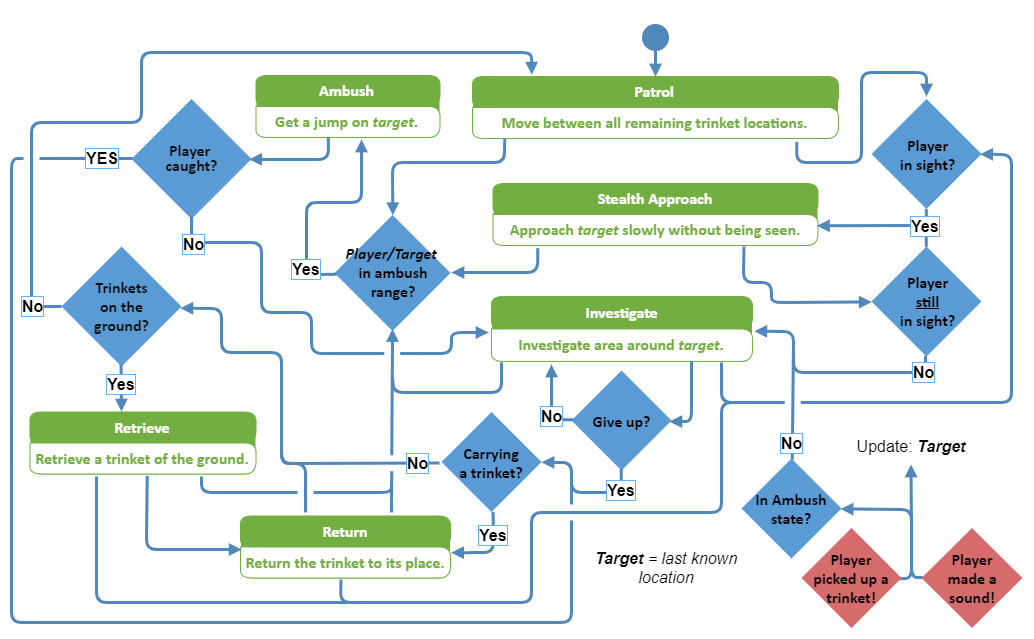 Ambush
Get a jump on target.
Patrol
Move between all remaining trinket locations.
Player
caught?
YES
No
Player
in sight?
Yes
Stealth Approach
Approach target slowly without being seen.
Player/Target
in ambush
range?
Yes
Player
still
in sight?
No
Trinkets
on the
ground?
No
Yes
Investigate
Investigate area around target.
Give up?
No
Yes
Retrieve
Retrieve a trinket of the ground.
Carrying
a trinket?
No
Yes
Return
Return the trinket to its place.
Update: Target
No
In Ambush
state?
Target = last known
location
Player
picked up a
trinket!
Player
made a
sound!